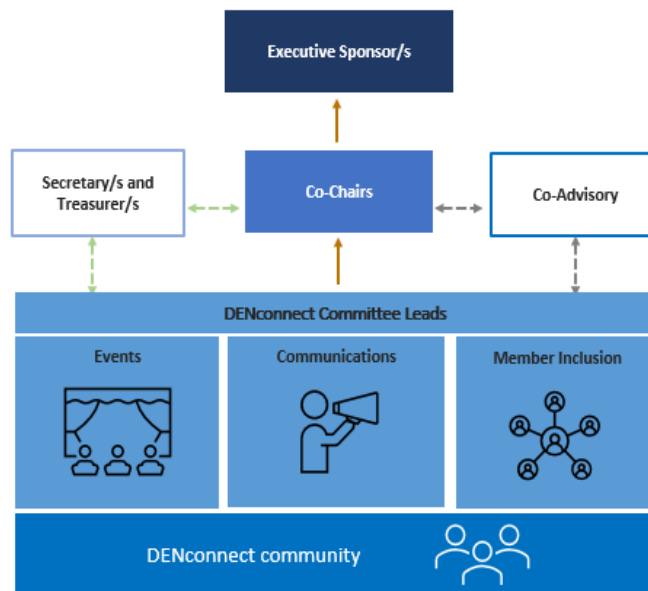 Executive Sponsor/s
Secretary/s and
Treasurer/s
Co-Chairs
Co-Advisory
DENconnect Committee Leads
Events
Communications
Member Inclusion
DENconnect community